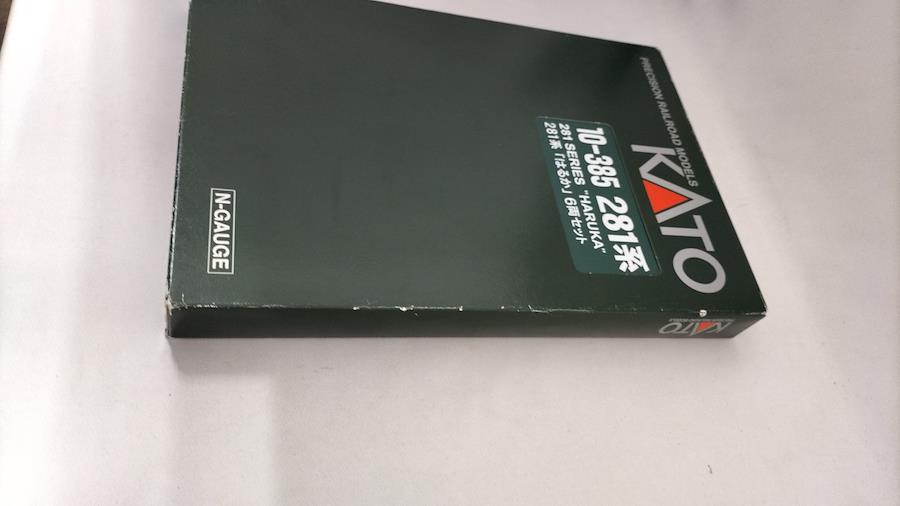 PRECISION RAILROAD MODELS
KATO
10-385 281系
281 SERIES "HARUKA"
281系「はるか」6両セット
N-GAUGE
KATO